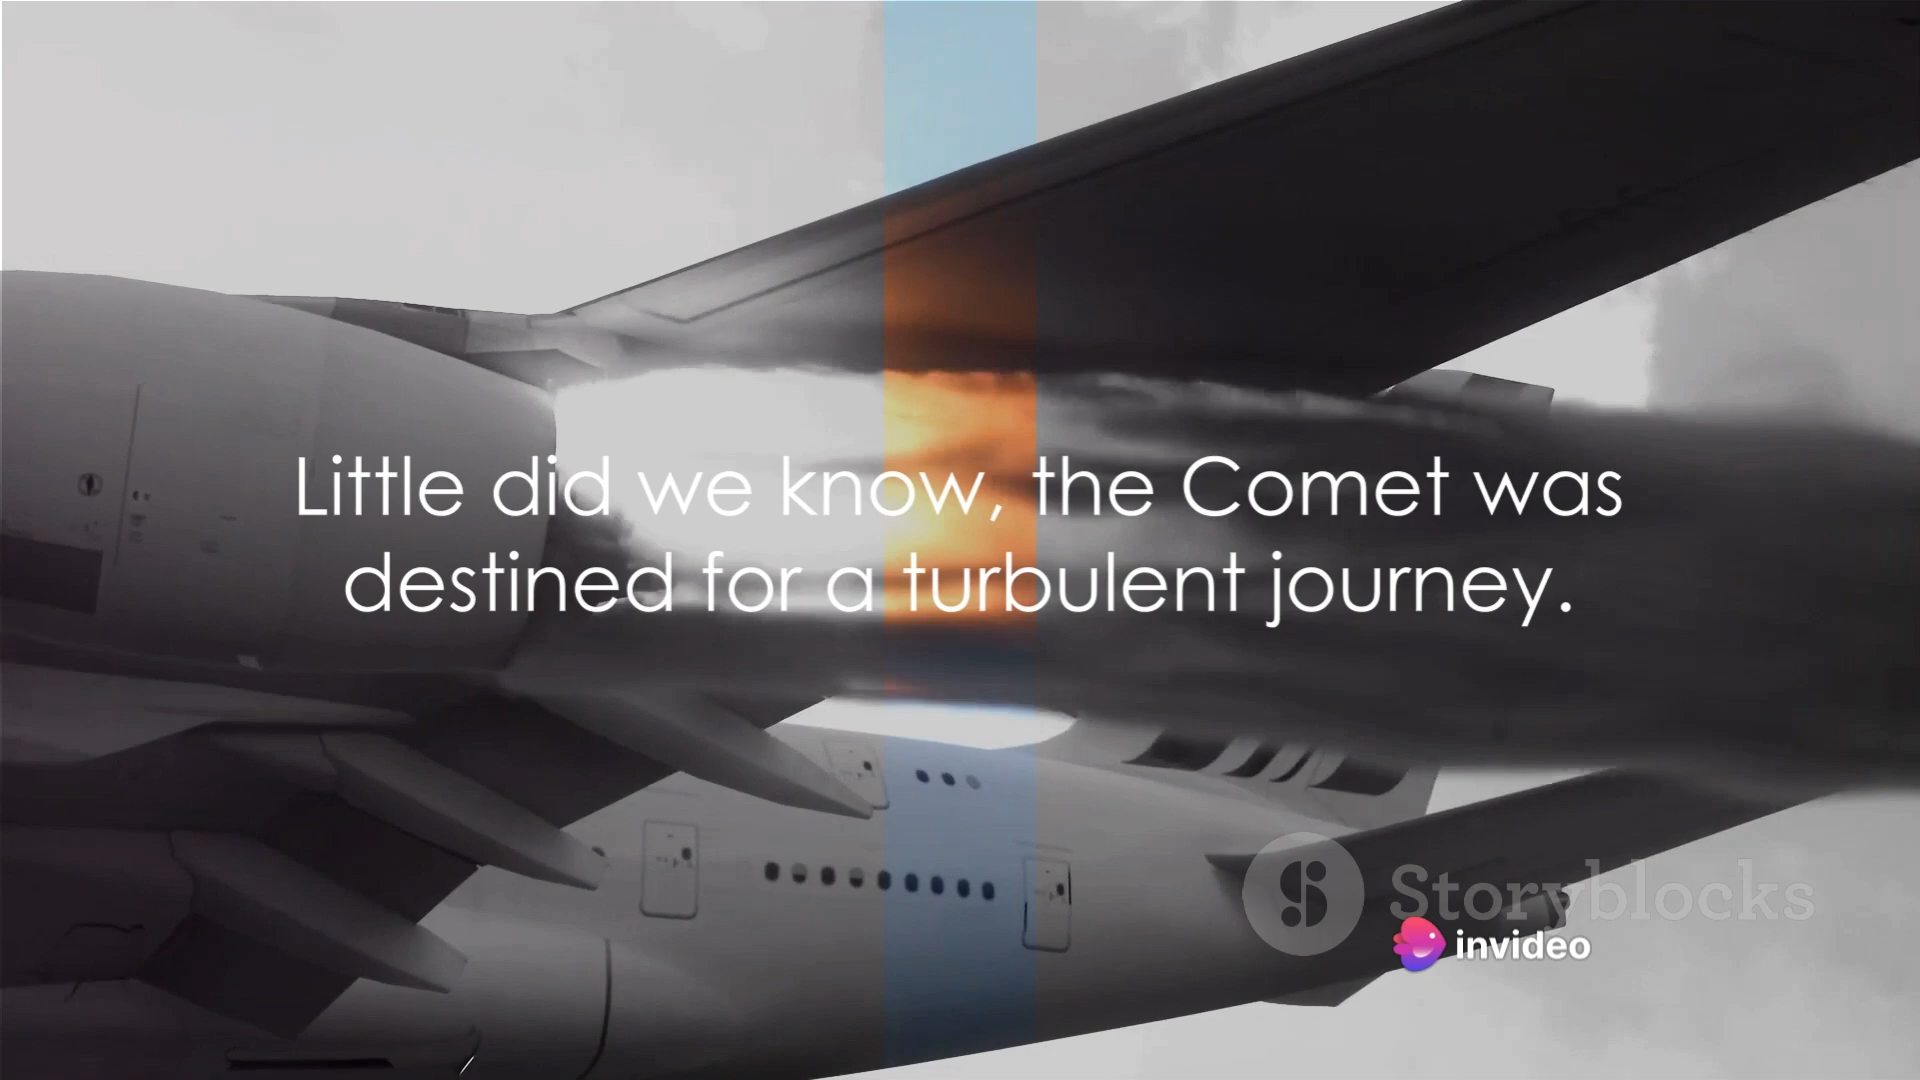 Little did we know, the Comet was
destined for a turbulent journey.
Storyblocks
invideo